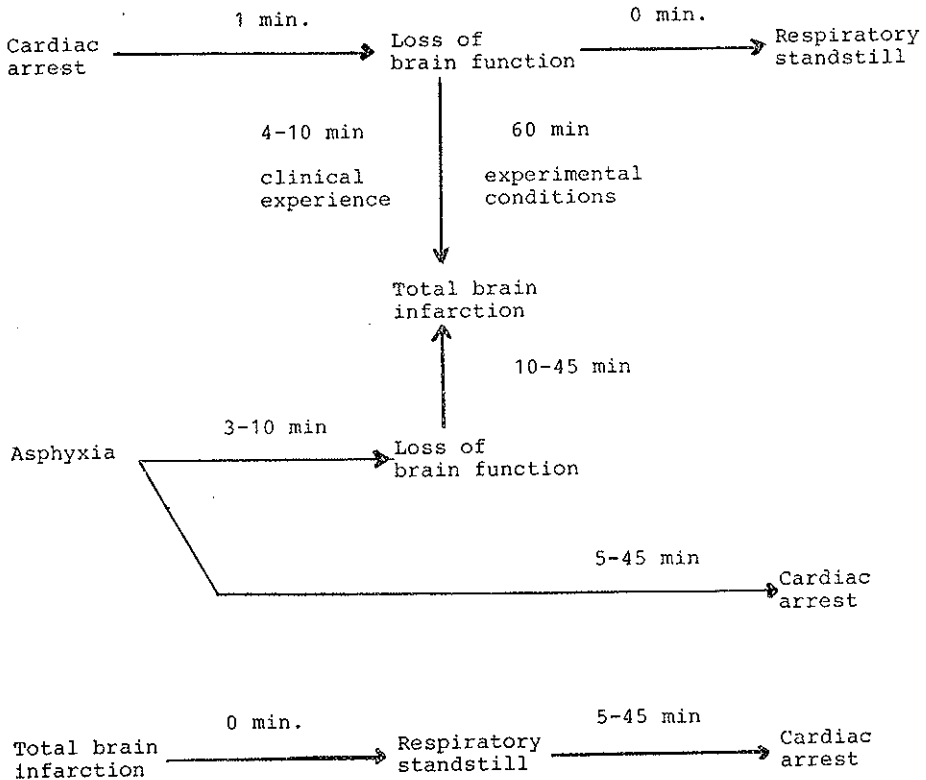 1 min.
0 min.
Cardiac
arrest
Loss of
brain function
Respiratory
standstill
4-10 min
60 min
clinical
experience
experimental
conditions
Total brain
infarction
10-45 min
3-10 min
Asphyxia
Loss of
brain function
5-45 min
Cardiac
arrest
0 min.
5-45 min
Total brain
infarction
Respiratory
standstill
Cardiac
arrest